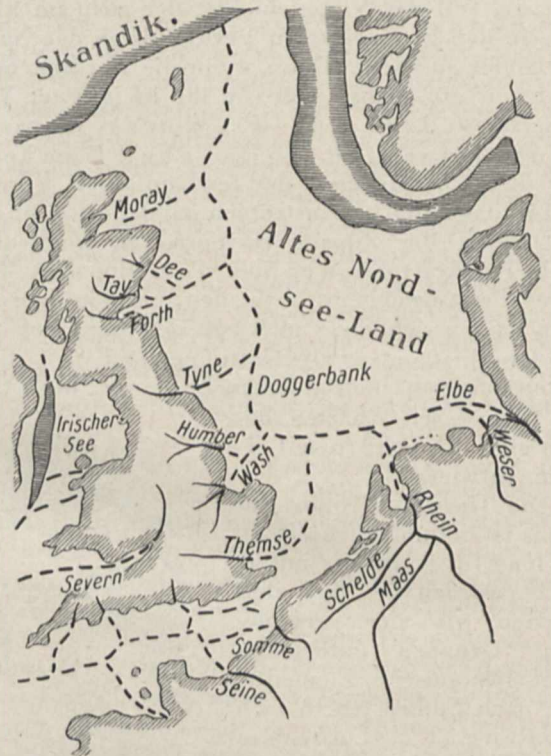 Skandik.
Moray
Altes Nord-
see-Land
Dee
Tay
Forth
Tyne
Doggerbank
Elbe
Irischer-
See
Humber
Wash
Weser
Rhein
Themse
Schelde
Maas
Severn
Somme
Seine